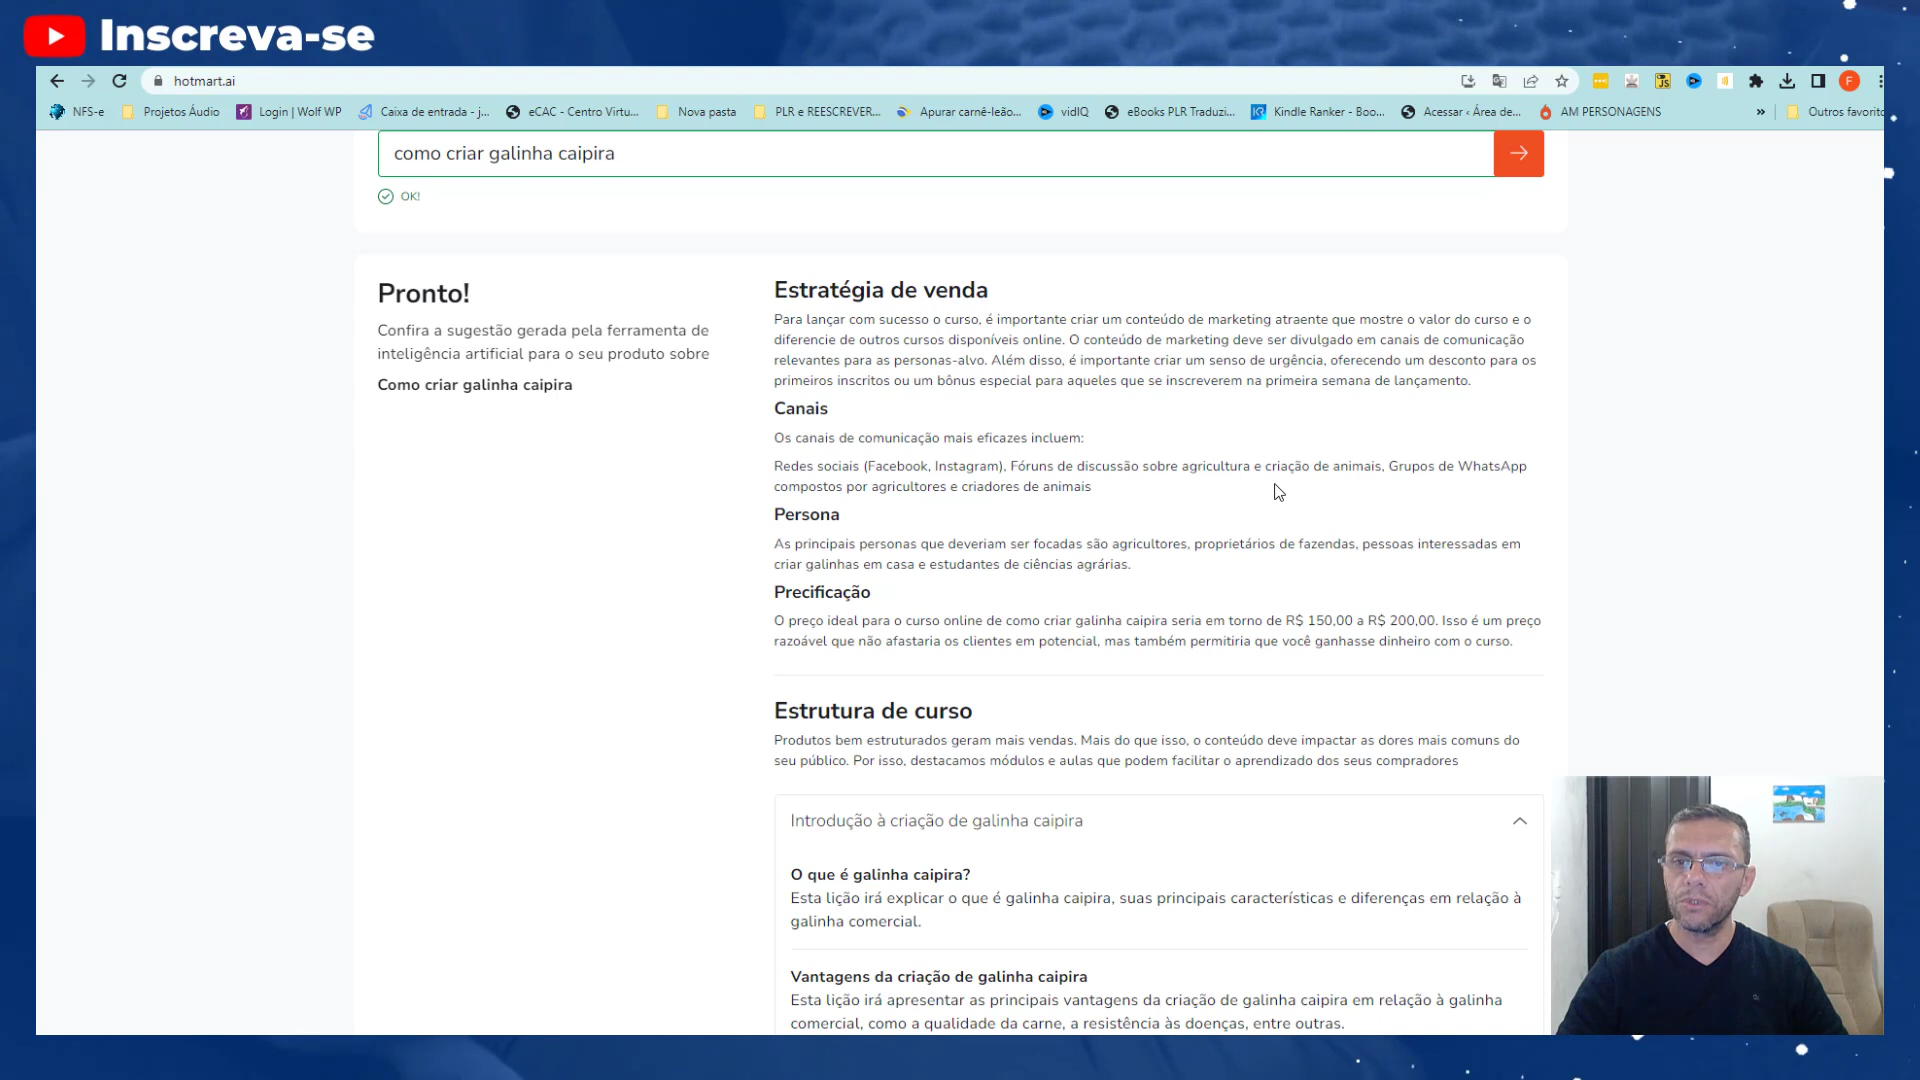 Inscreva-se
hotmart.ai
NFS-e
Projetos Áudio
Login | Wolf WP
Caixa de entrada - j...
eCAC - Centro Virtu...
Nova pasta
PLR e REESCREVER...
Apurar carnê-leão...
vidIQ
eBooks PLR Traduzi...
Kindle Ranker - Boo...
Acessar ‹ Área de...
AM PERSONAGENS
»
Outros favorito
F
JS
como criar galinha caipira
OK!
Pronto!
Confira a sugestão gerada pela ferramenta de
inteligência artificial para o seu produto sobre
Como criar galinha caipira
Estratégia de venda
Para lançar com sucesso o curso, é importante criar um conteúdo de marketing atraente que mostre o valor do curso e o
diferencie de outros cursos disponíveis online. O conteúdo de marketing deve ser divulgado em canais de comunicação
relevantes para as personas-alvo. Além disso, é importante criar um senso de urgência, oferecendo um desconto para os
primeiros inscritos ou um bônus especial para aqueles que se inscreverem na primeira semana de lançamento.
Canais
Os canais de comunicação mais eficazes incluem:
Redes sociais (Facebook, Instagram), Fóruns de discussão sobre agricultura e criação de animais, Grupos de WhatsApp
compostos por agricultores e criadores de animais
Persona
As principais personas que deveriam ser focadas são agricultores, proprietários de fazendas, pessoas interessadas em
criar galinhas em casa e estudantes de ciências agrárias.
Precificação
O preço ideal para o curso online de como criar galinha caipira seria em torno de R$ 150,00 a R$ 200,00. Isso é um preço
razoável que não afastaria os clientes em potencial, mas também permitiria que você ganhasse dinheiro com o curso.
Estrutura de curso
Produtos bem estruturados geram mais vendas. Mais do que isso, o conteúdo deve impactar as dores mais comuns do
seu público. Por isso, destacamos módulos e aulas que podem facilitar o aprendizado dos seus compradores
Introdução à criação de galinha caipira
O que é galinha caipira?
Esta lição irá explicar o que é galinha caipira, suas principais características e diferenças em relação à
galinha comercial.
Vantagens da criação de galinha caipira
Esta lição irá apresentar as principais vantagens da criação de galinha caipira em relação à galinha
comercial, como a qualidade da carne, a resistência às doenças, entre outras.